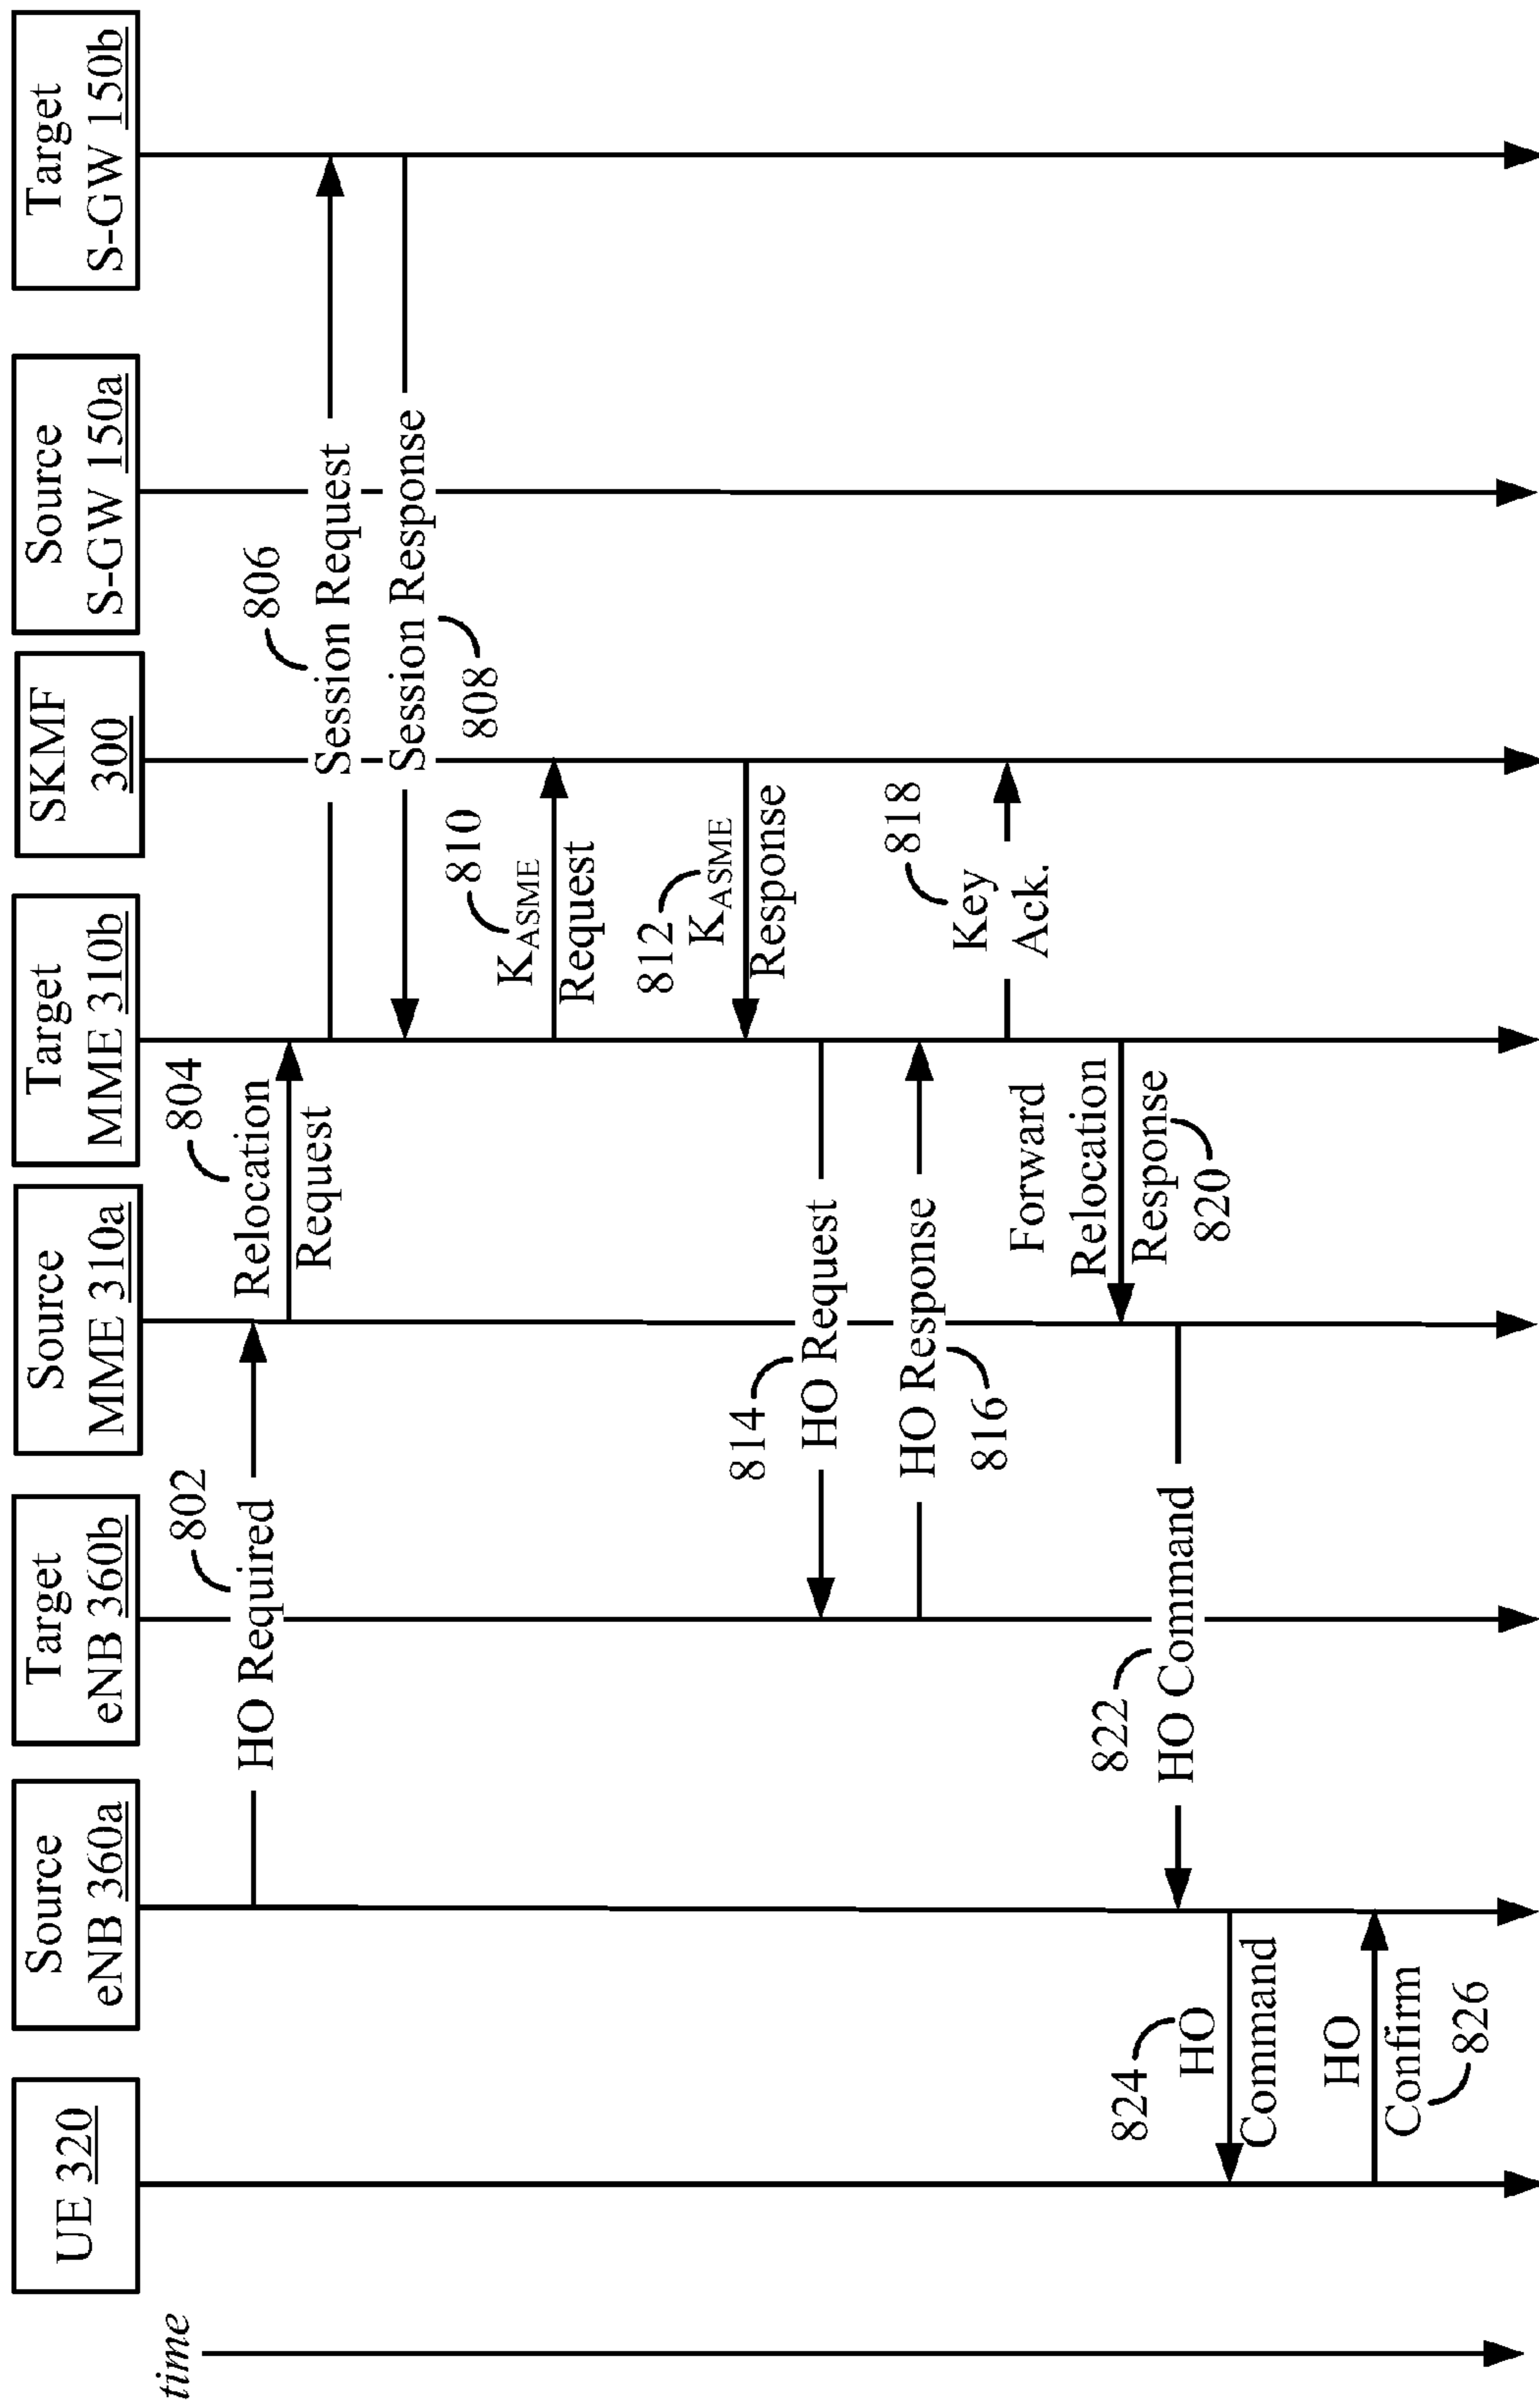 time
UE 320
Source
eNB 360a
Target
eNB 360b
Source
MME 310a
Target
MME 310b
SKMF
300
Source
S-GW 150a
Target
S-GW 150b
802
HO Required
804
Relocation
Request
806
Session Request
Session Response
808
810
KASME
Request
812
KASME
Response
814
HO Request
HO Response
816
818
Key
Ack.
Forward
Relocation
Response
820
822
HO Command
824
HO
Command
HO
Confirm
826